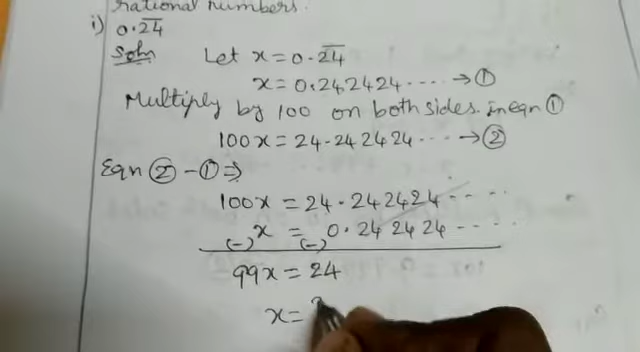 rational numbers.
i) 0.2̅4̅
Soln Let x = 0.2̅4̅
x = 0.242424 ..... → ①
Multiply by 100 on both sides in eqn ①
100x = 24.242424 ... → ②
Eqn ② - ① ⇒
100x = 24.242424 .....
(-) x = (-) 0.242424 ....
99x = 24
x =